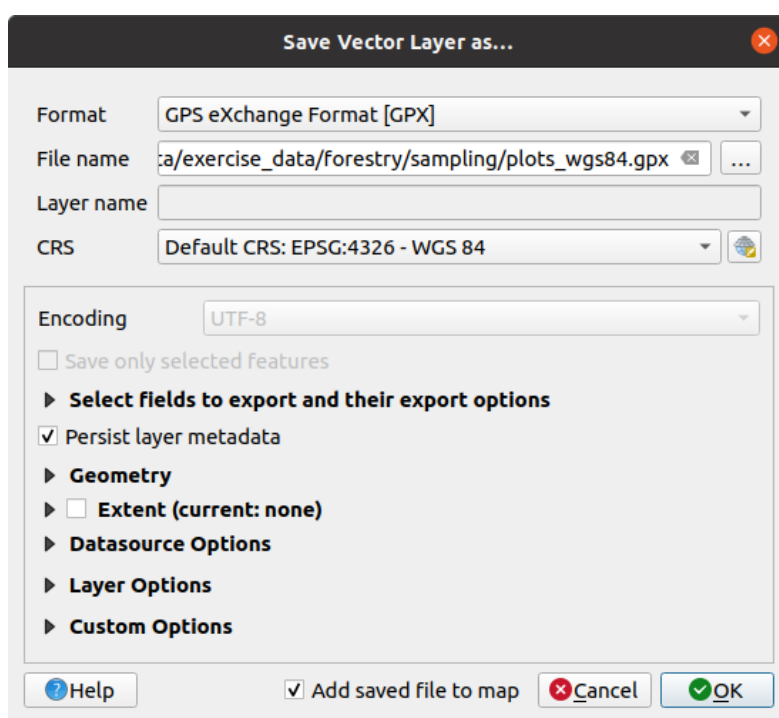 Save Vector Layer as...
Format GPS eXchange Format [GPX]
File name :a/exercise_data/forestry/sampling/plots_wgs84.gpx ...
Layer name
CRS Default CRS: EPSG:4326 - WGS 84
Encoding UTF-8
Save only selected features
Select fields to export and their export options
Persist layer metadata
Geometry
Extent (current: none)
Datasource Options
Layer Options
Custom Options
Help Add saved file to map Cancel OK